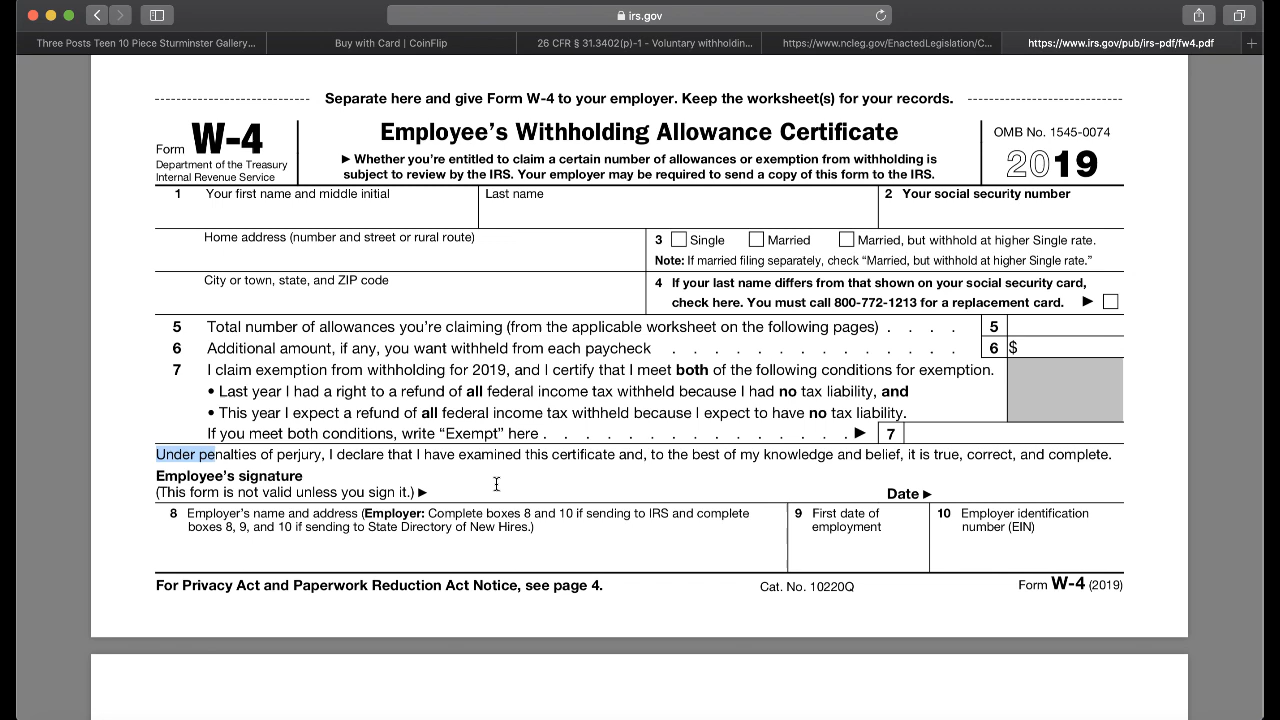 irs.gov
Three Posts Teen 10 Piece Sturminster Gallery...
Buy with Card | CoinFlip
26 CFR § 31.3402(p)-1 - Voluntary withholdin...
https://www.ncleg.gov/EnactedLegislation/C...
https://www.irs.gov/pub/irs-pdf/fw4.pdf
Separate here and give Form W-4 to your employer. Keep the worksheet(s) for your records.
Form W-4
Department of the Treasury
Internal Revenue Service
Employee’s Withholding Allowance Certificate
▶ Whether you’re entitled to claim a certain number of allowances or exemption from withholding is
subject to review by the IRS. Your employer may be required to send a copy of this form to the IRS.
OMB No. 1545-0074
2019
1 Your first name and middle initial
Last name
2 Your social security number
Home address (number and street or rural route)
3 Single Married Married, but withhold at higher Single rate.
Note: If married filing separately, check “Married, but withhold at higher Single rate.”
City or town, state, and ZIP code
4 If your last name differs from that shown on your social security card,
check here. You must call 800-772-1213 for a replacement card. ▶
5 Total number of allowances you’re claiming (from the applicable worksheet on the following pages) . . . . 5
6 Additional amount, if any, you want withheld from each paycheck . . . . . . . . . . . . . . 6 $
7 I claim exemption from withholding for 2019, and I certify that I meet both of the following conditions for exemption.
• Last year I had a right to a refund of all federal income tax withheld because I had no tax liability, and
• This year I expect a refund of all federal income tax withheld because I expect to have no tax liability.
If you meet both conditions, write “Exempt” here . . . . . . . . . . . . . . . ▶ 7
Under penalties of perjury, I declare that I have examined this certificate and, to the best of my knowledge and belief, it is true, correct, and complete.
Employee’s signature
(This form is not valid unless you sign it.) ▶
Date ▶
8 Employer’s name and address (Employer: Complete boxes 8 and 10 if sending to IRS and complete
boxes 8, 9, and 10 if sending to State Directory of New Hires.)
9 First date of
employment
10 Employer identification
number (EIN)
For Privacy Act and Paperwork Reduction Act Notice, see page 4.
Cat. No. 10220Q
Form W-4 (2019)